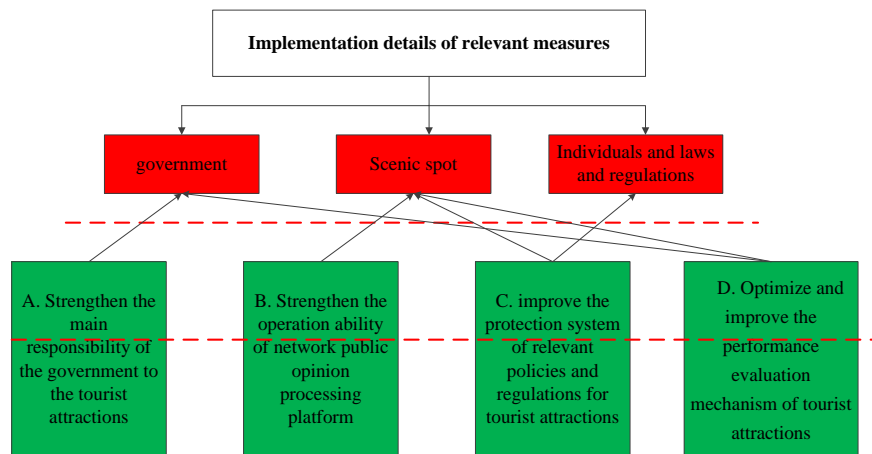 Implementation details of relevant measures
government
Scenic spot
Individuals and laws
and regulations
A. Strengthen the
main
responsibility of
the government to
the tourist
attractions
B. Strengthen the
operation ability
of network public
opinion
processing
platform
C. improve the
protection system
of relevant
policies and
regulations for
tourist attractions
D. Optimize and
improve the
performance
evaluation
mechanism of tourist
attractions